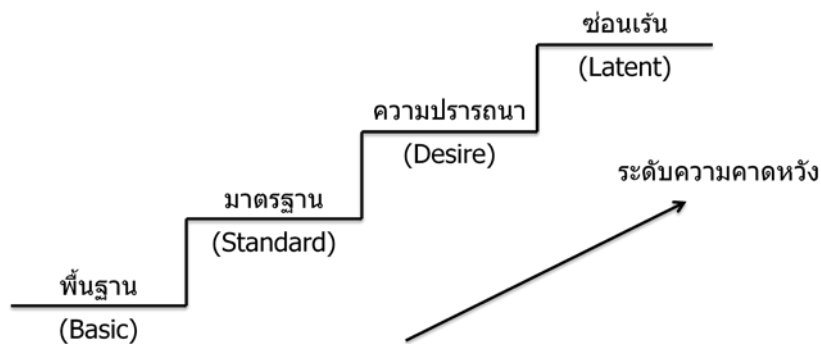 ซ่อนเร้น
(Latent)
ความปรารถนา
(Desire)
ระดับความคาดหวัง
มาตรฐาน
(Standard)
พื้นฐาน
(Basic)